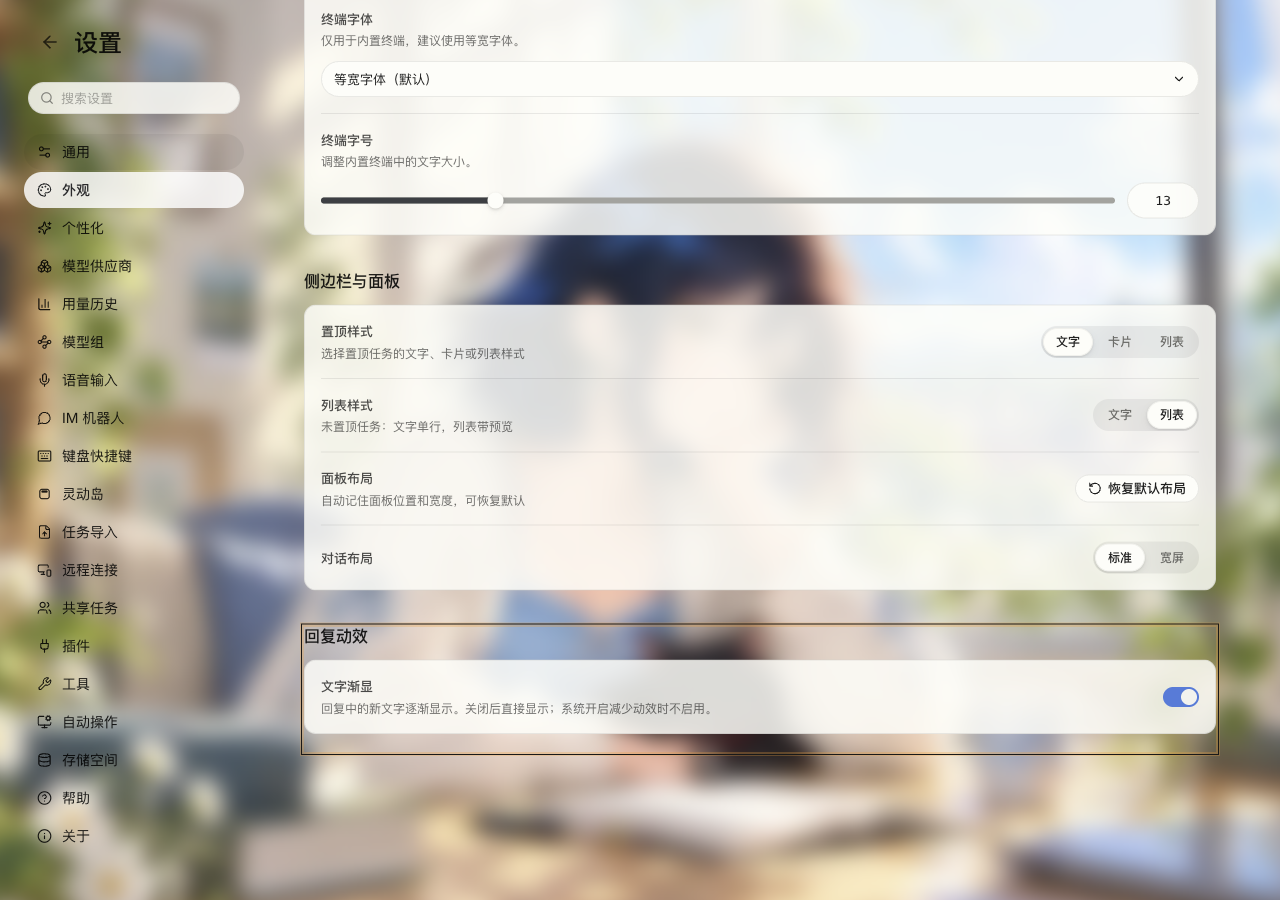 设置
搜索设置
通用
外观
个性化
模型供应商
用量历史
模型组
语音输入
IM 机器人
键盘快捷键
灵动岛
任务导入
远程连接
共享任务
插件
工具
自动操作
存储空间
帮助
关于
终端字体
仅用于内置终端，建议使用等宽字体。
等宽字体（默认）
终端字号
调整内置终端中的文字大小。
13
侧边栏与面板
置顶样式
选择置顶任务的文字、卡片或列表样式
文字 卡片 列表
列表样式
未置顶任务：文字单行，列表带预览
文字 列表
面板布局
自动记住面板位置和宽度，可恢复默认
恢复默认布局
对话布局
标准 宽屏
回复动效
文字渐显
回复中的新文字逐渐显示。关闭后直接显示；系统开启减少动效时不启用。